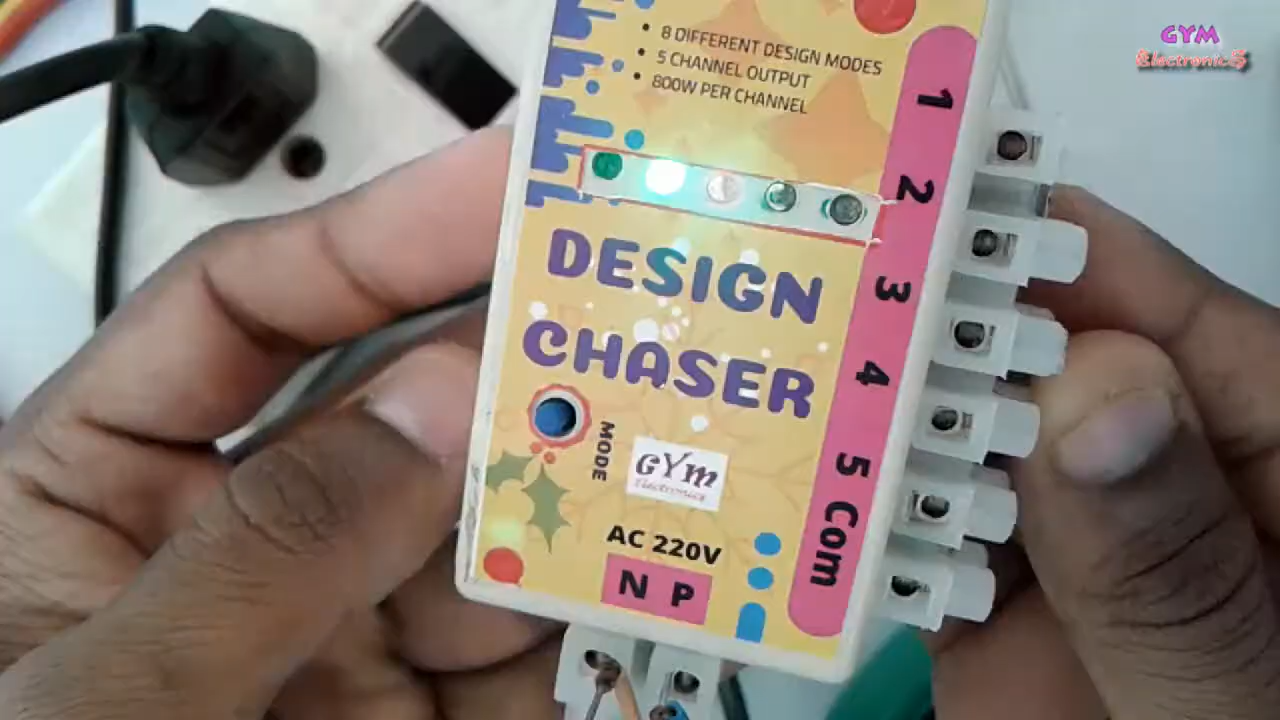 GYM
ElectronicS
• 8 DIFFERENT DESIGN MODES
• 5 CHANNEL OUTPUT
• 800W PER CHANNEL
1
2
3
4
5
Com
DESIGN
CHASER
MODE
GYM
Electronics
AC 220V
N P